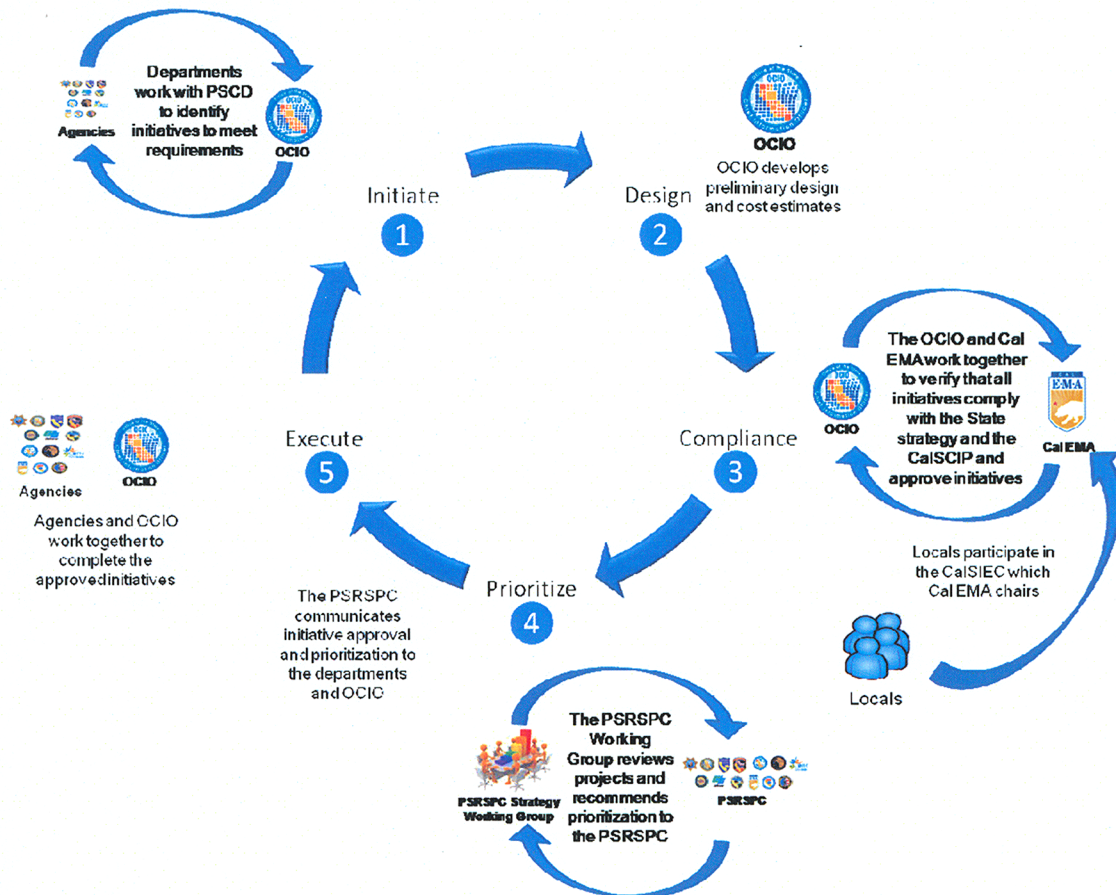 Departments
work with PSCD
to identify
initiatives to meet
requirements
Agencies
OCIO
OCIO
OCIO
OCIO develops
preliminary design
and cost estimates
Initiate
1
Design
2
The OCIO and Cal
EMA work together
to verify that all
initiatives comply
with the State
strategy and the
CalSCIP and
approve initiatives
OCIO
E·M·A
Cal EMA
Compliance
3
Locals participate in
the CalSIEC which
Cal EMA chairs
Locals
Execute
5
Agencies
OCIO
Agencies and OCIO
work together to
complete the
approved initiatives
Prioritize
4
The PSRSPC
communicates
initiative approval
and prioritization to
the departments
and OCIO
The PSRSPC
Working
Group reviews
projects and
recommends
prioritization to
the PSRSPC
PSRSPC Strategy
Working Group
PSRSPC